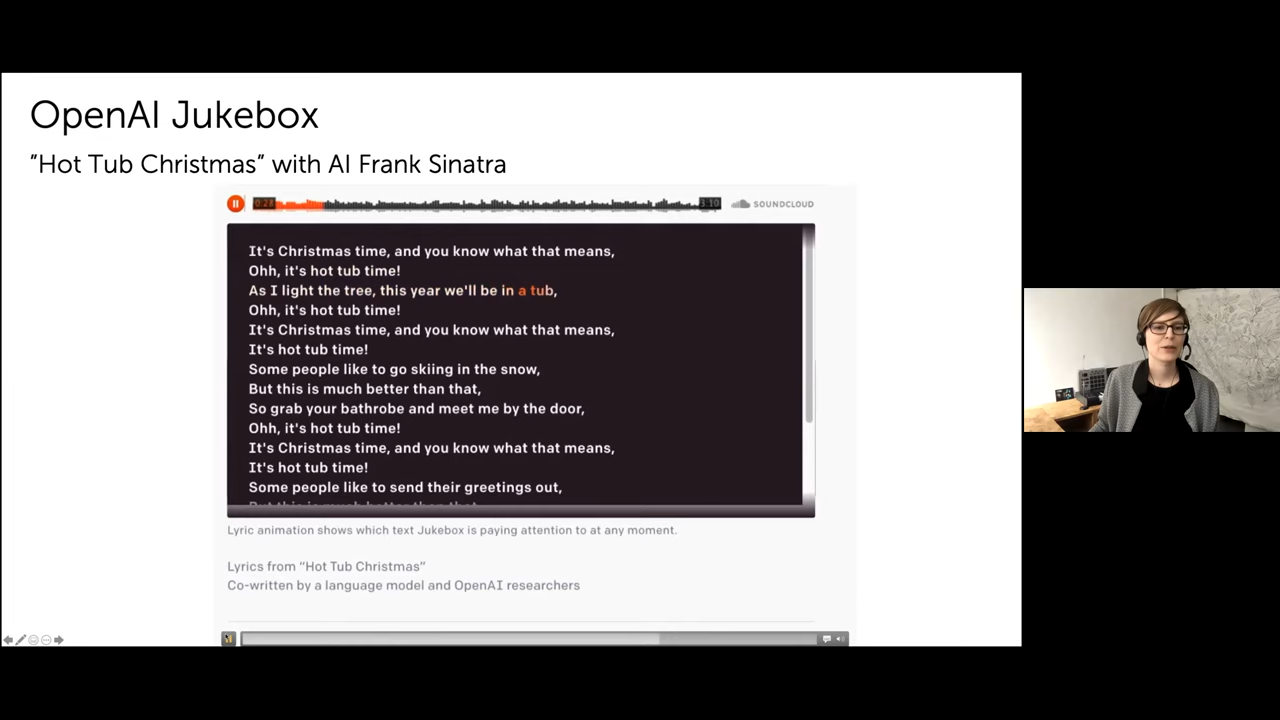 OpenAI Jukebox
"Hot Tub Christmas" with AI Frank Sinatra
0:28 3:10 SOUNDCLOUD
It's Christmas time, and you know what that means,
Ohh, it's hot tub time!
As I light the tree, this year we'll be in a tub,
Ohh, it's hot tub time!
It's Christmas time, and you know what that means,
It's hot tub time!
Some people like to go skiing in the snow,
But this is much better than that,
So grab your bathrobe and meet me by the door,
Ohh, it's hot tub time!
It's Christmas time, and you know what that means,
It's hot tub time!
Some people like to send their greetings out,
But this is much better than that,
Lyric animation shows which text Jukebox is paying attention to at any moment.
Lyrics from "Hot Tub Christmas"
Co-written by a language model and OpenAI researchers